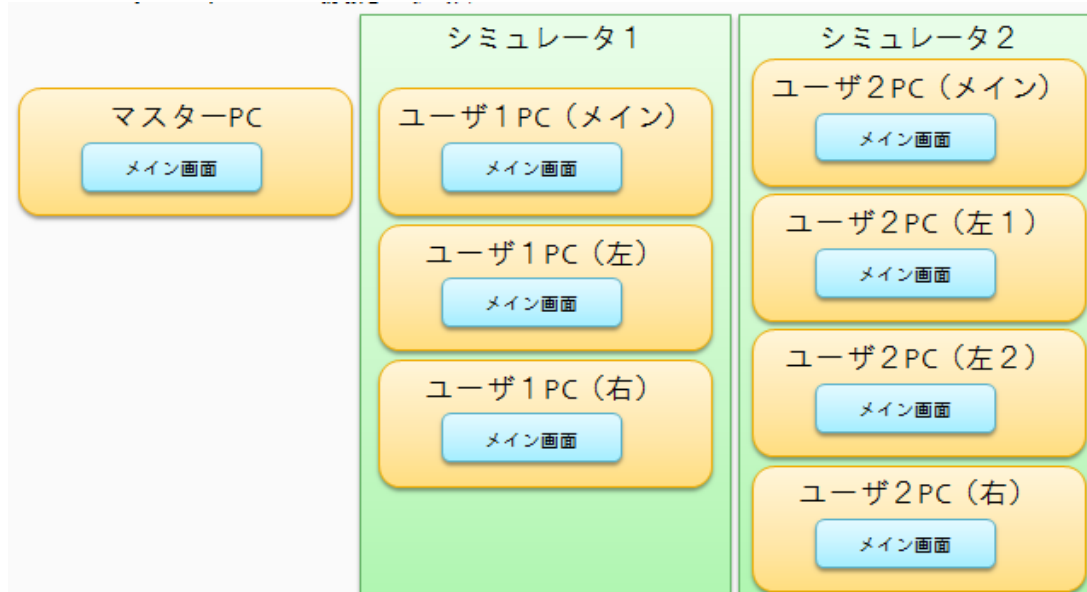 シミュレータ１
シミュレータ２
マスターPC
メイン画面
ユーザ１PC（メイン）
メイン画面
ユーザ１PC（左）
メイン画面
ユーザ１PC（右）
メイン画面
ユーザ２PC（メイン）
メイン画面
ユーザ２PC（左１）
メイン画面
ユーザ２PC（左２）
メイン画面
ユーザ２PC（右）
メイン画面